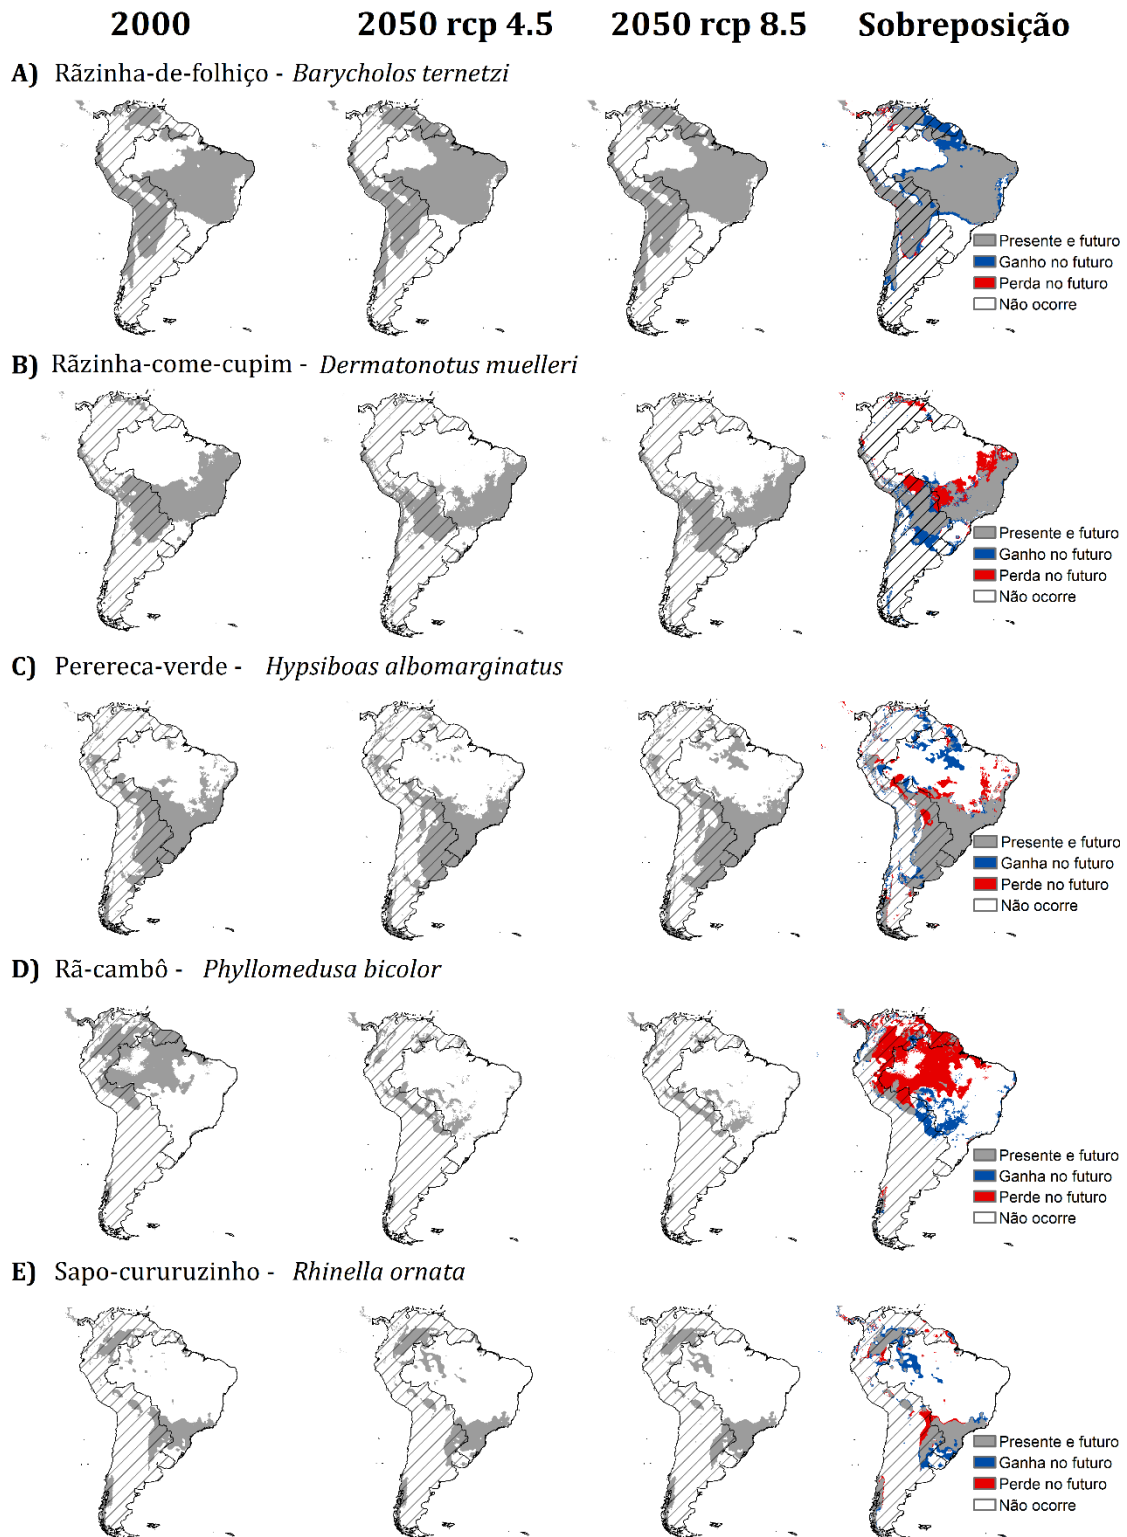 2000 2050 rcp 4.5 2050 rcp 8.5 Sobreposição
A) Rãzinha-de-folhiço - Barycholos ternetzi
Presente e futuro
Ganho no futuro
Perda no futuro
Não ocorre
B) Rãzinha-come-cupim - Dermatonotus muelleri
Presente e futuro
Ganho no futuro
Perda no futuro
Não ocorre
C) Perereca-verde - Hypsiboas albomarginatus
Presente e futuro
Ganha no futuro
Perde no futuro
Não ocorre
D) Rã-cambô - Phyllomedusa bicolor
Presente e futuro
Ganha no futuro
Perde no futuro
Não ocorre
E) Sapo-cururuzinho - Rhinella ornata
Presente e futuro
Ganha no futuro
Perde no futuro
Não ocorre